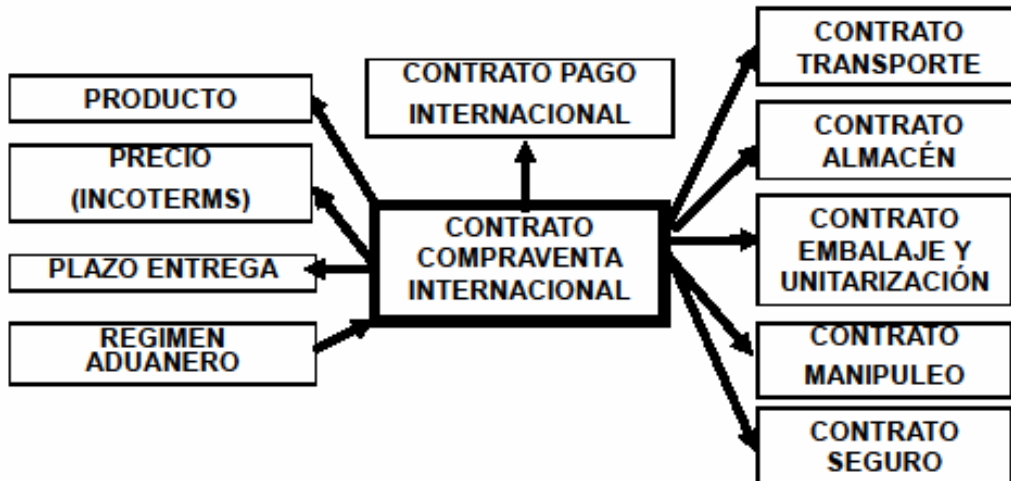 PRODUCTO
PRECIO
(INCOTERMS)
PLAZO ENTREGA
REGIMEN
ADUANERO
CONTRATO PAGO
INTERNACIONAL
CONTRATO
COMPRAVENTA
INTERNACIONAL
CONTRATO
TRANSPORTE
CONTRATO
ALMACÉN
CONTRATO
EMBALAJE Y
UNITARIZACIÓN
CONTRATO
MANIPULEO
CONTRATO
SEGURO